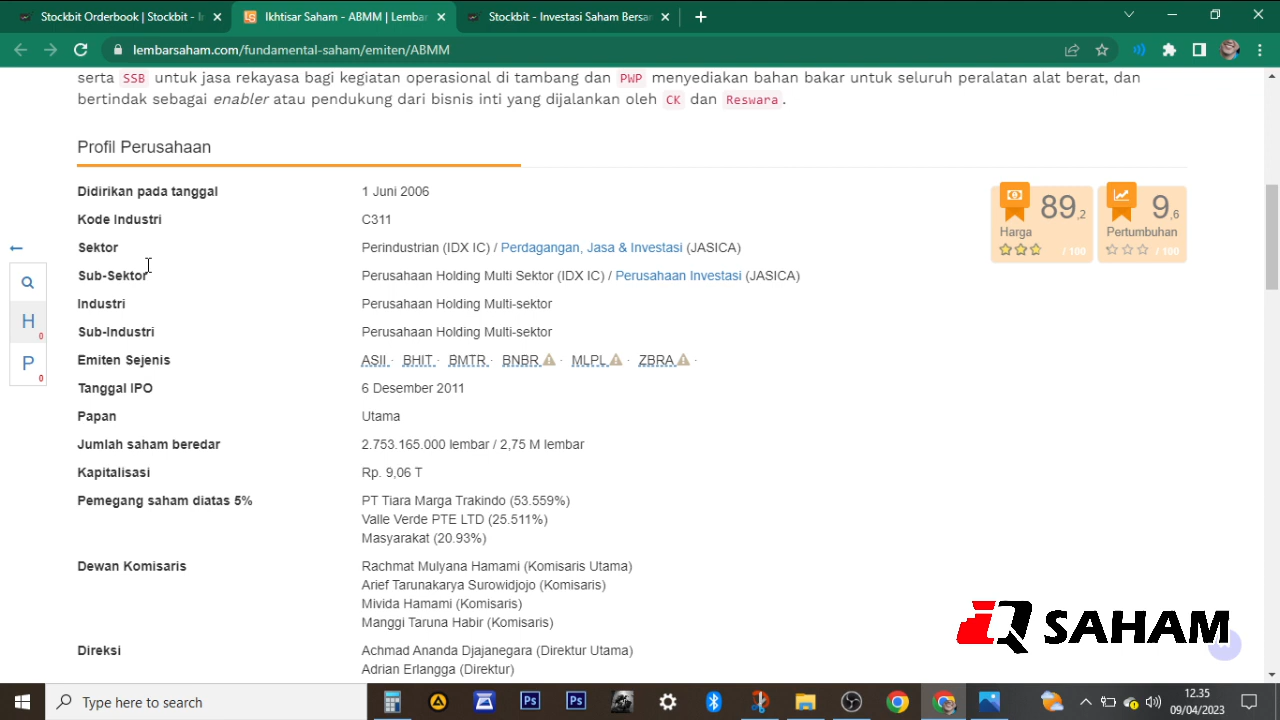 Stockbit Orderbook | Stockbit - I
Ikhtisar Saham - ABMM | Lembar
Stockbit - Investasi Saham Bersan
lembarsaham.com/fundamental-saham/emiten/ABMM
serta SSB untuk jasa rekayasa bagi kegiatan operasional di tambang dan PWP menyediakan bahan bakar untuk seluruh peralatan alat berat, dan
bertindak sebagai enabler atau pendukung dari bisnis inti yang dijalankan oleh CK dan Reswara.
Profil Perusahaan
Didirikan pada tanggal 1 Juni 2006
Kode Industri C311
Sektor Perindustrian (IDX IC) / Perdagangan, Jasa & Investasi (JASICA)
Sub-Sektor Perusahaan Holding Multi Sektor (IDX IC) / Perusahaan Investasi (JASICA)
Industri Perusahaan Holding Multi-sektor
Sub-Industri Perusahaan Holding Multi-sektor
Emiten Sejenis ASII · BHIT · BMTR · BNBR · MLPL · ZBRA ·
Tanggal IPO 6 Desember 2011
Papan Utama
Jumlah saham beredar 2.753.165.000 lembar / 2,75 M lembar
Kapitalisasi Rp. 9,06 T
Pemegang saham diatas 5% PT Tiara Marga Trakindo (53.559%)
Valle Verde PTE LTD (25.511%)
Masyarakat (20.93%)
Dewan Komisaris Rachmat Mulyana Hamami (Komisaris Utama)
Arief Tarunakarya Surowidjojo (Komisaris)
Mivida Hamami (Komisaris)
Manggi Taruna Habir (Komisaris)
Direksi Achmad Ananda Djajanegara (Direktur Utama)
Adrian Erlangga (Direktur)
89,2
Harga
/ 100
9,6
Pertumbuhan
/ 100
H
0
P
0
IQ SAHAM
Type here to search
Ps
Ps
12.35
09/04/2023